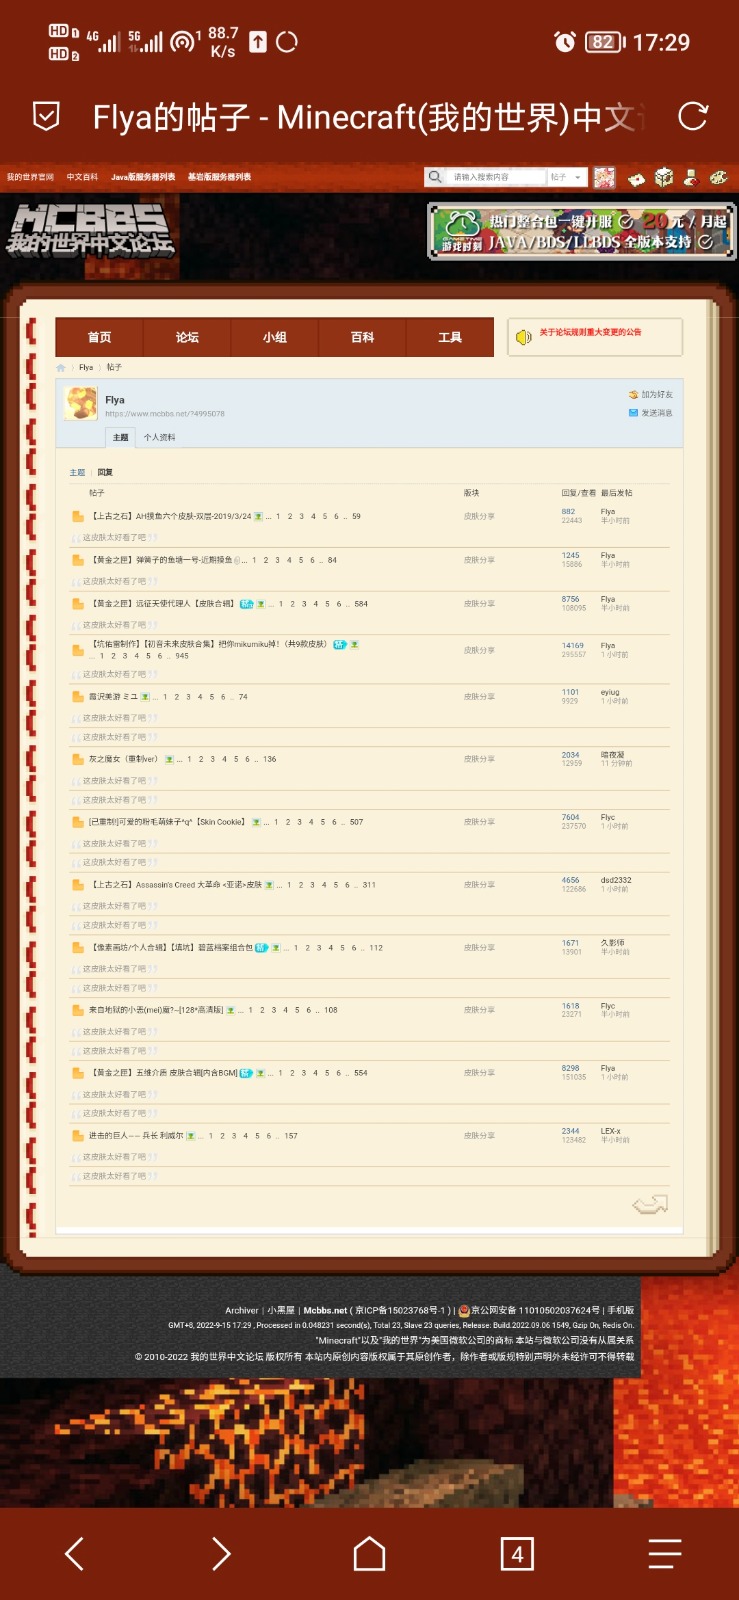 HD 1 4G 5G 1 88.7 K/s 82 17:29
HD 2
Flya的帖子 - Minecraft(我的世界)中文
我的世界官网 中文百科 Java版服务器列表 基岩版服务器列表 请输入搜索内容 帖子
MCBBS
我的世界中文论坛
热门整合包一键开服 20元 / 月起
游戏时刻 JAVA/BDS/LLBDS 全版本支持
首页 论坛 小组 百科 工具 关于论坛规则重大变更的公告
Flya 帖子
Flya 加为好友
https://www.mcbbs.net/?4995078 发送消息
主题 个人资料
主题 | 回复
帖子 版块 回复/查看 最后发帖
【上古之石】AH摸鱼六个皮肤-双层-2019/3/24 ... 1 2 3 4 5 6 .. 59 皮肤分享 882 Flya
22443 半小时前
这皮肤太好看了吧
【黄金之匣】弹簧子的鱼塘一号-近期摸鱼 ... 1 2 3 4 5 6 .. 84 皮肤分享 1245 Flya
15886 半小时前
这皮肤太好看了吧
【黄金之匣】远征天使代理人【皮肤合辑】 ... 1 2 3 4 5 6 .. 584 皮肤分享 8756 Flya
108095 半小时前
这皮肤太好看了吧
【坑佑雷制作】【初音未来皮肤合集】把你mikumiku掉！（共9款皮肤） 皮肤分享 14169 Flya
... 1 2 3 4 5 6 .. 945 295557 1 小时前
这皮肤太好看了吧
霜沢美游 ミユ ... 1 2 3 4 5 6 .. 74 皮肤分享 1101 eyiug
9929 1 小时前
这皮肤太好看了吧
这皮肤太好看了吧
灰之魔女（重制ver） ... 1 2 3 4 5 6 .. 136 皮肤分享 2034 暗夜凝
12959 11 分钟前
这皮肤太好看了吧
这皮肤太好看了吧
[已重制!]可爱的粉毛萌妹子^q^【Skin Cookie】 ... 1 2 3 4 5 6 .. 507 皮肤分享 7604 Flyc
237570 1 小时前
这皮肤太好看了吧
这皮肤太好看了吧
【上古之石】Assassin's Creed 大革命 <亚诺>皮肤 ... 1 2 3 4 5 6 .. 311 皮肤分享 4656 dsd2332
122686 1 小时前
这皮肤太好看了吧
这皮肤太好看了吧
【像素画坊/个人合辑】【填坑】碧蓝档案组合包 ... 1 2 3 4 5 6 .. 112 皮肤分享 1671 久影师
13901 半小时前
这皮肤太好看了吧
这皮肤太好看了吧
来自地狱的小恶(mei)魔?--[128*高清版] ... 1 2 3 4 5 6 .. 108 皮肤分享 1618 Flyc
23271 半小时前
这皮肤太好看了吧
这皮肤太好看了吧
【黄金之匣】五维介质 皮肤合辑[内含BGM] ... 1 2 3 4 5 6 .. 554 皮肤分享 8298 Flya
151035 1 小时前
这皮肤太好看了吧
这皮肤太好看了吧
进击的巨人—— 兵长 利威尔 ... 1 2 3 4 5 6 .. 157 皮肤分享 2344 LEX-x
123482 半小时前
这皮肤太好看了吧
这皮肤太好看了吧
Archiver | 小黑屋 | Mcbbs.net ( 京ICP备15023768号-1 ) | 京公网安备 11010502037624号 | 手机版
GMT+8, 2022-9-15 17:29 , Processed in 0.048231 second(s), Total 23, Slave 23 queries, Release: Build.2022.09.06 1549, Gzip On, Redis On.
"Minecraft"以及"我的世界"为美国微软公司的商标 本站与微软公司没有从属关系
© 2010-2022 我的世界中文论坛 版权所有 本站内原创内容版权属于其原创作者，除作者或版规特别声明外未经许可不得转载
4